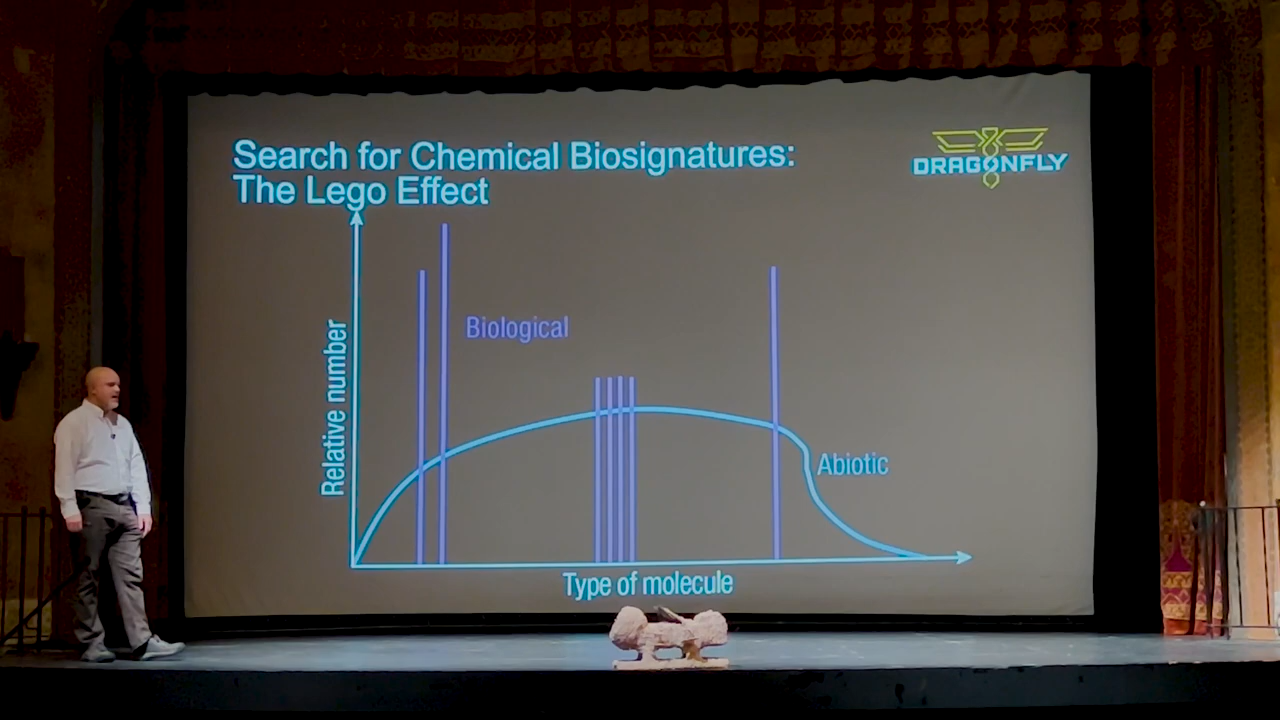 Search for Chemical Biosignatures:
The Lego Effect
DRAGONFLY
Biological
Relative number
Abiotic
Type of molecule